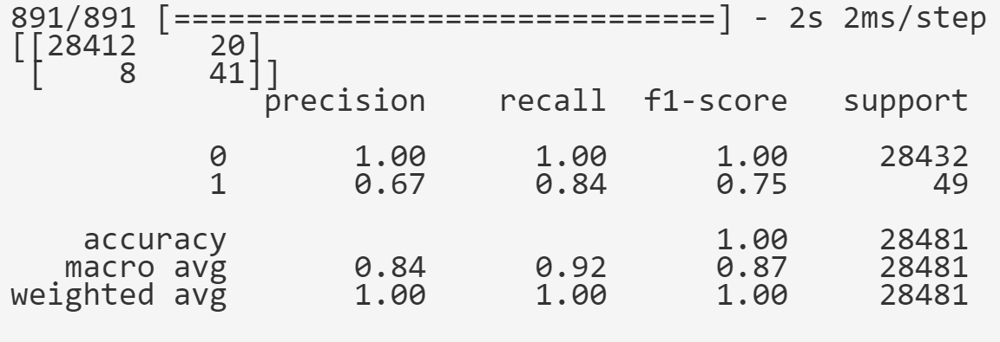 891/891 [==============================] - 2s 2ms/step
[[28412    20]
 [    8    41]]
              precision    recall  f1-score   support

           0       1.00      1.00      1.00     28432
           1       0.67      0.84      0.75        49

    accuracy                           1.00     28481
   macro avg       0.84      0.92      0.87     28481
weighted avg       1.00      1.00      1.00     28481